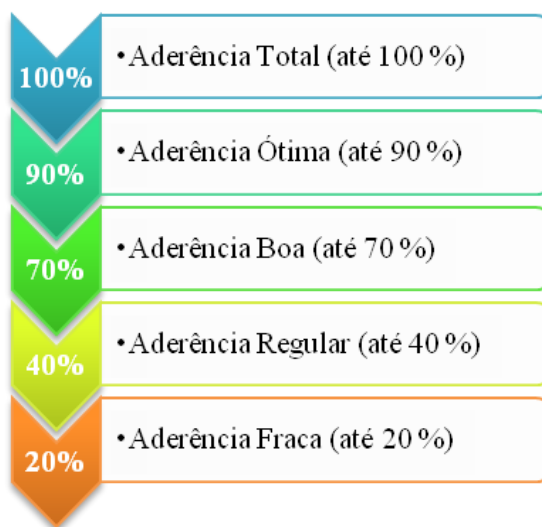 100%
•Aderência Total (até 100 %)
90%
•Aderência Ótima (até 90 %)
70%
•Aderência Boa (até 70 %)
40%
•Aderência Regular (até 40 %)
20%
•Aderência Fraca (até 20 %)